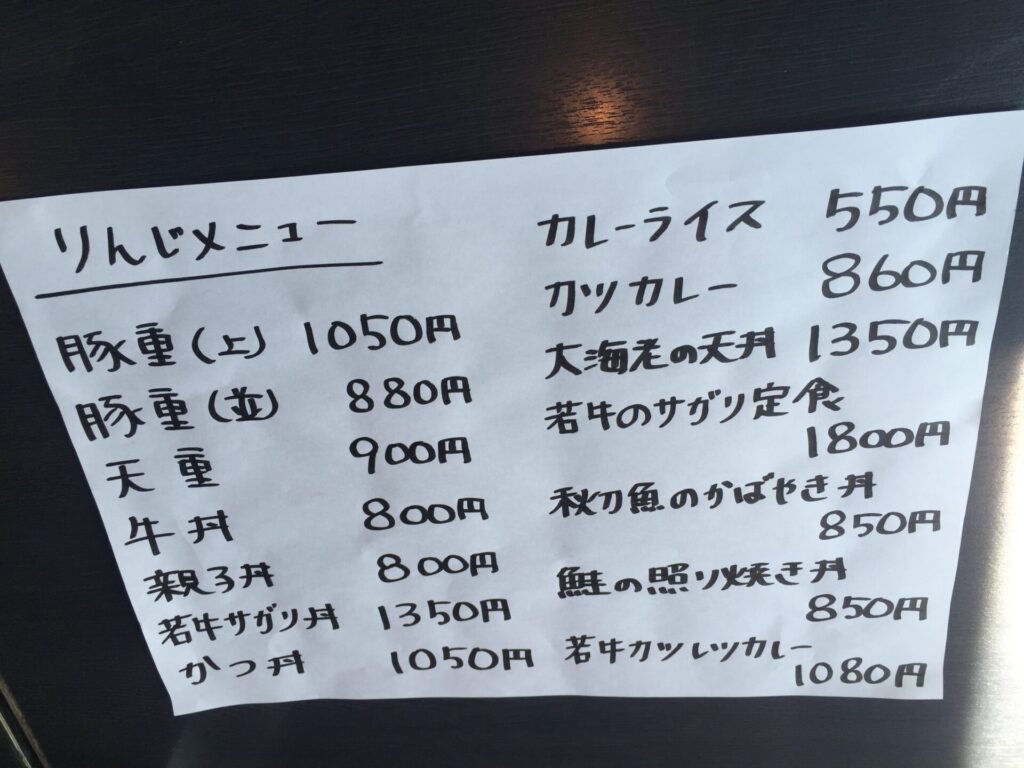 りんじメニュー
豚重(上) 1050円
豚重(並) 880円
天重 900円
牛丼 800円
親子丼 800円
若牛サガリ丼 1350円
かつ丼 1050円
カレーライス 550円
カツカレー 860円
大海老の天丼 1350円
若牛のサガリ定食
1800円
秋刀魚のかばやき丼
850円
鮭の照り焼き丼
850円
若牛カツレツカレー
1080円